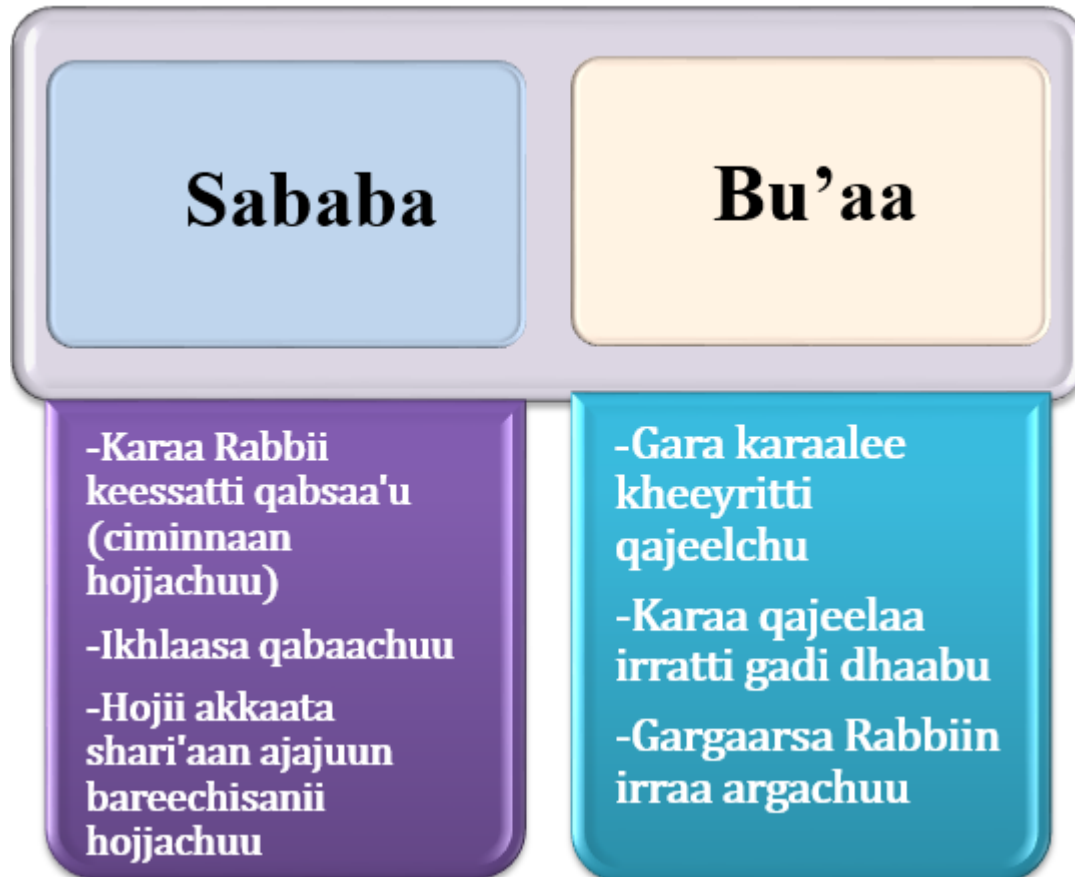 Sababa
-Karaa Rabbii
keessatti qabsaa'u
(ciminnaan
hojjachuu)
-Ikhlaasa qabaachuu
-Hojii akkaata
shari'aan ajajuun
bareechisanii
hojjachuu
Bu’aa
-Gara karaalee
kheeyritti
qajeelchu
-Karaa qajeelaa
irratti gadi dhaabu
-Gargaarsa Rabbiin
irraa argachuu